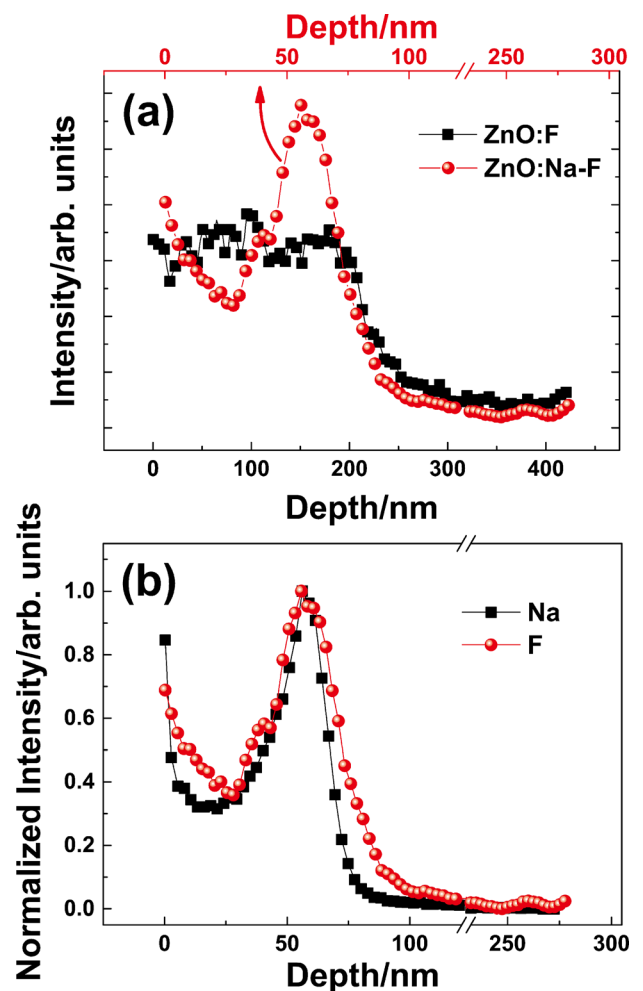 Depth/nm
0 50 100 250 300
(a)
ZnO:F
ZnO:Na-F
Intensity/arb. units
0 100 200 300 400
Depth/nm
(b)
Na
F
1.0
0.8
0.6
0.4
0.2
0.0
Normalized Intensity/arb. units
0 50 100 250 300
Depth/nm